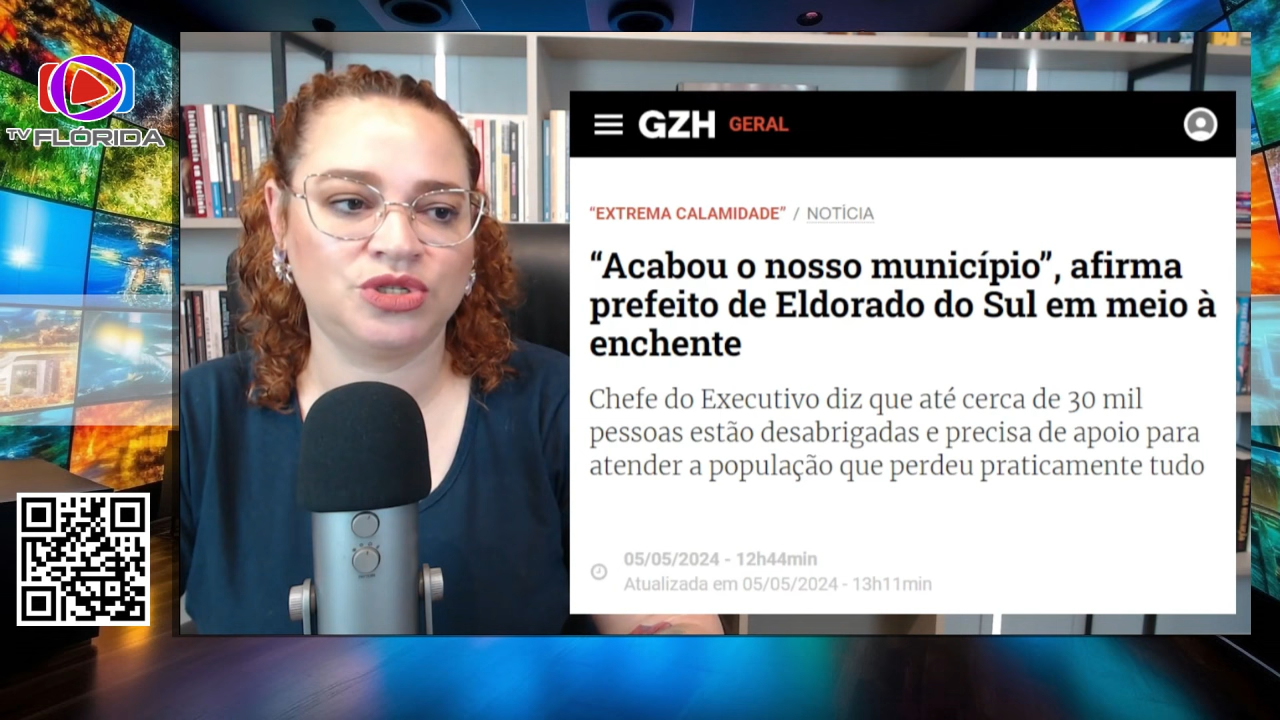 TV FLÓRIDA
GZH GERAL
“EXTREMA CALAMIDADE” / NOTÍCIA
“Acabou o nosso município”, afirma
prefeito de Eldorado do Sul em meio à
enchente
Chefe do Executivo diz que até cerca de 30 mil
pessoas estão desabrigadas e precisa de apoio para
atender a população que perdeu praticamente tudo
05/05/2024 - 12h44min
Atualizada em 05/05/2024 - 13h11min